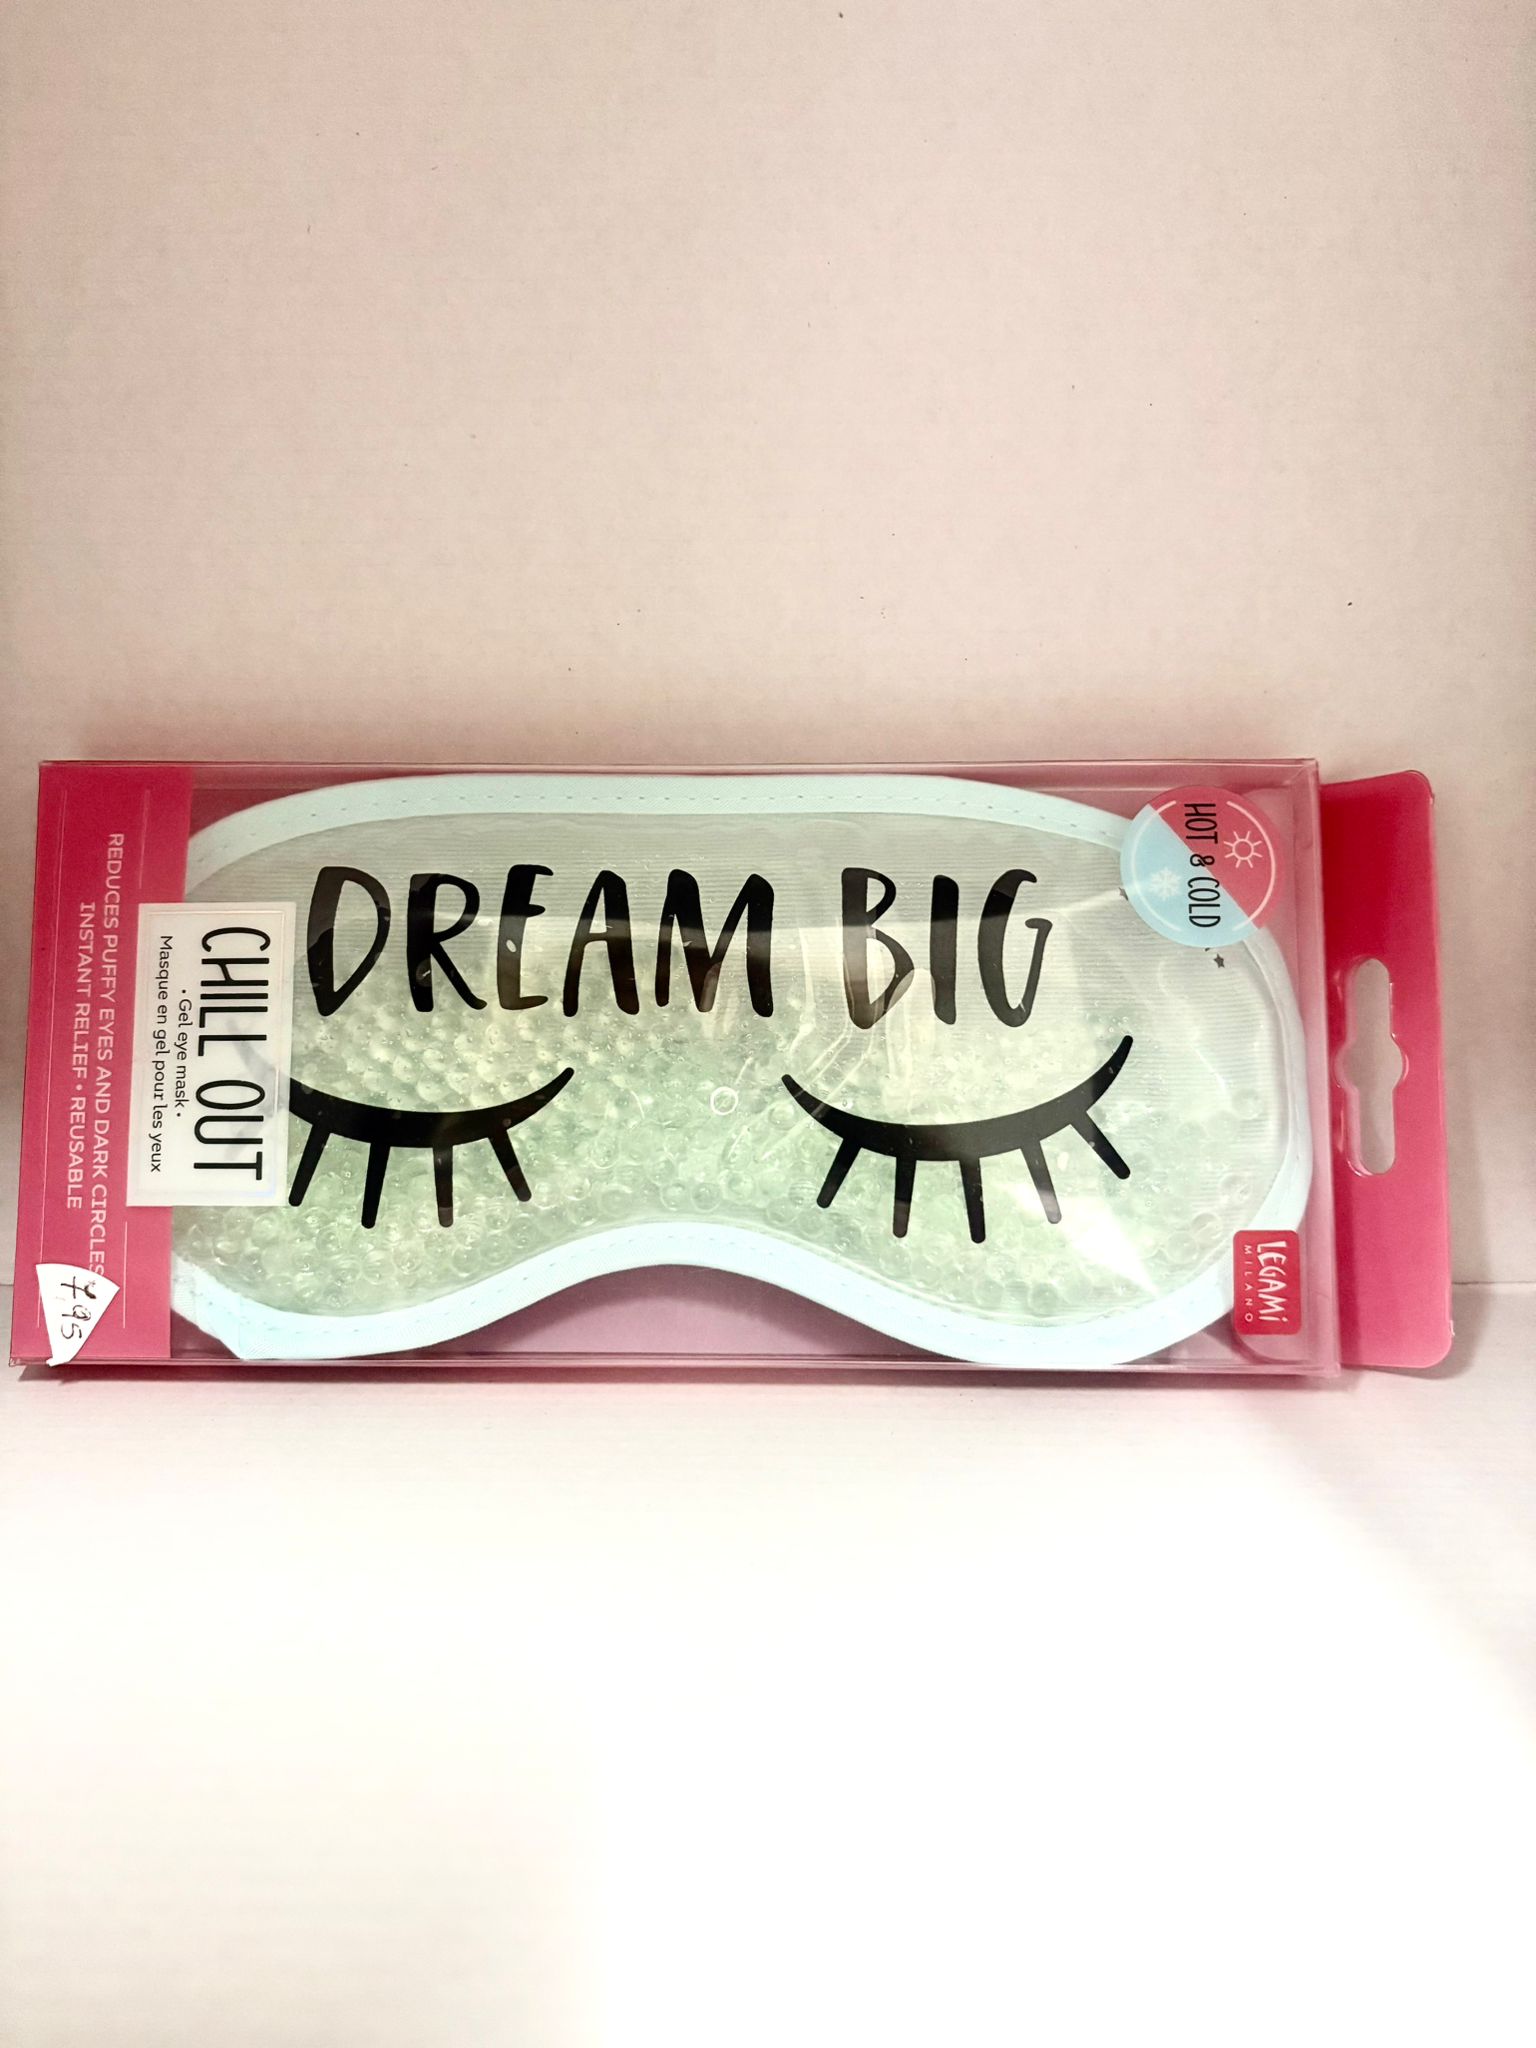 DREAM BIG
HOT & COLD
CHILL OUT
• Gel eye mask •
Masque en gel pour les yeux
REDUCES PUFFY EYES AND DARK CIRCLES
INSTANT RELIEF • REUSABLE
7,95
LEGAMI
MILANO